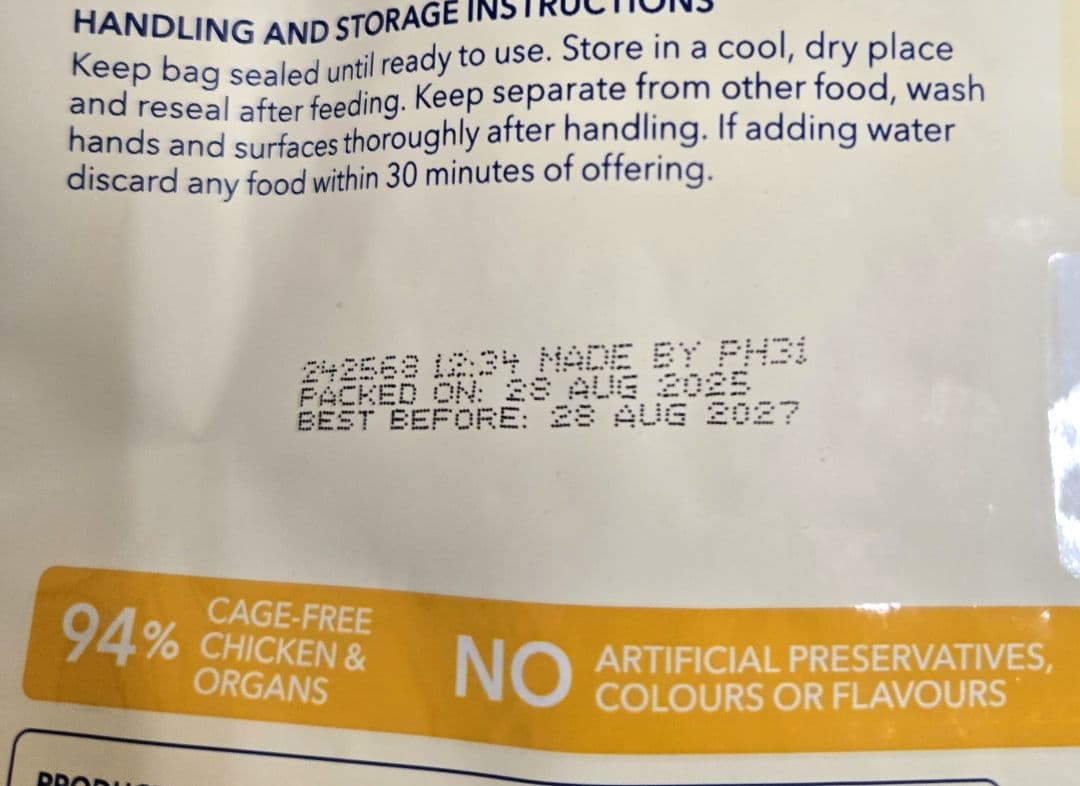 HANDLING AND STORAGE INSTRUCTIONS
Keep bag sealed until ready to use. Store in a cool, dry place
and reseal after feeding. Keep separate from other food, wash
hands and surfaces thoroughly after handling. If adding water
discard any food within 30 minutes of offering.
242568 12:34 MADE BY PH31
PACKED ON: 28 AUG 2025
BEST BEFORE: 28 AUG 2027
94% CAGE-FREE
CHICKEN &
ORGANS
NO ARTIFICIAL PRESERVATIVES,
COLOURS OR FLAVOURS